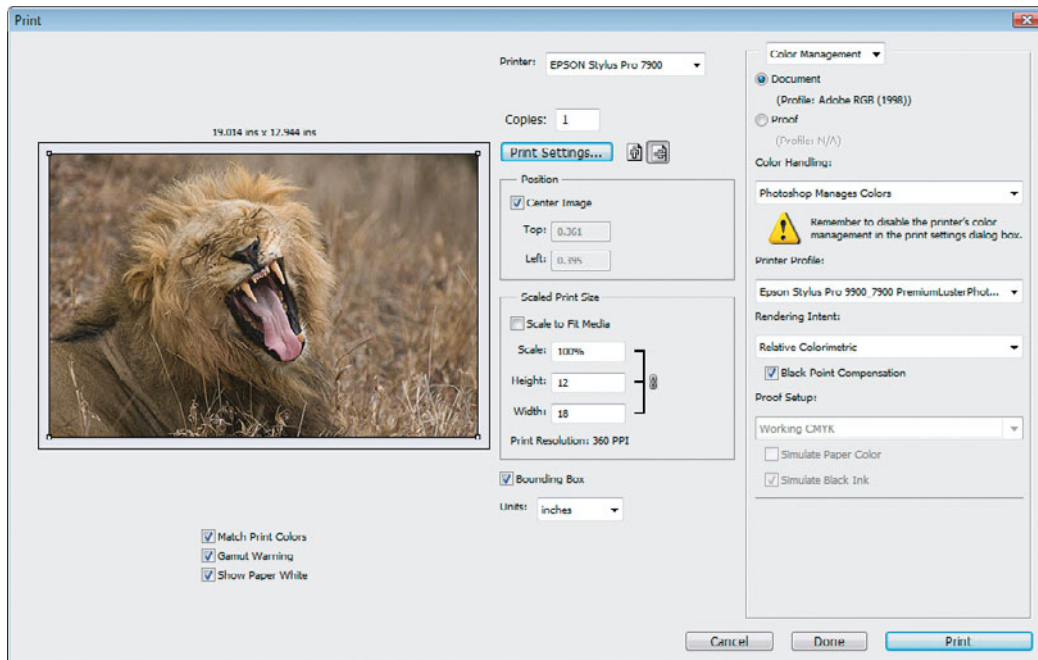 Print
19.014 ins x 12.944 ins
Match Print Colors
Gamut Warning
Show Paper White
Printer: EPSON Stylus Pro 7900
Copies: 1
Print Settings...
Position
Center Image
Top: 0.361
Left: 0.395
Scaled Print Size
Scale to Fit Media
Scale: 100%
Height: 12
Width: 18
Print Resolution: 360 PPI
Bounding Box
Units: inches
Color Management
Document
(Profile: Adobe RGB (1998))
Proof
(Profile: N/A)
Color Handling:
Photoshop Manages Colors
Remember to disable the printer's color
management in the print settings dialog box.
Printer Profile:
Epson Stylus Pro 9900_7900 PremiumLusterPhot...
Rendering Intent:
Relative Colorimetric
Black Point Compensation
Proof Setup:
Working CMYK
Simulate Paper Color
Simulate Black Ink
Cancel
Done
Print